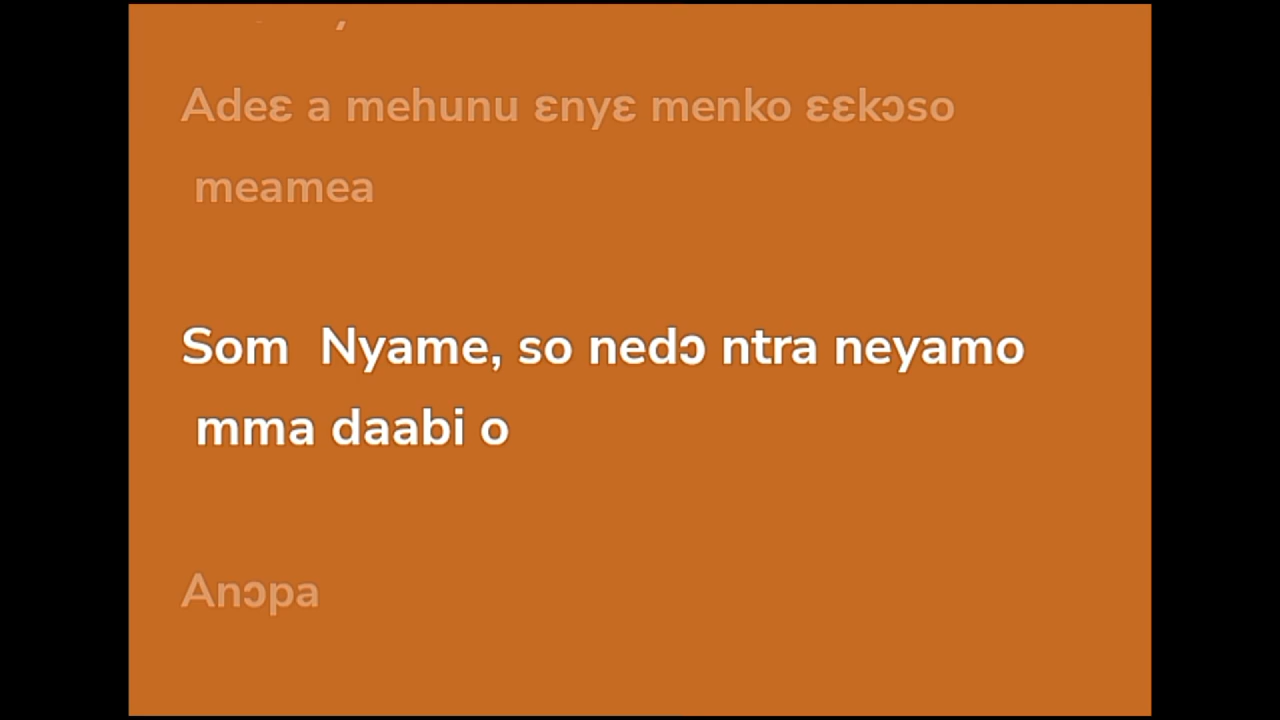 Adeɛ a mehunu ɛnyɛ menko ɛɛkɔso
meamea
Som Nyame, so nedɔ ntra neyamo
mma daabi o
Anɔpa